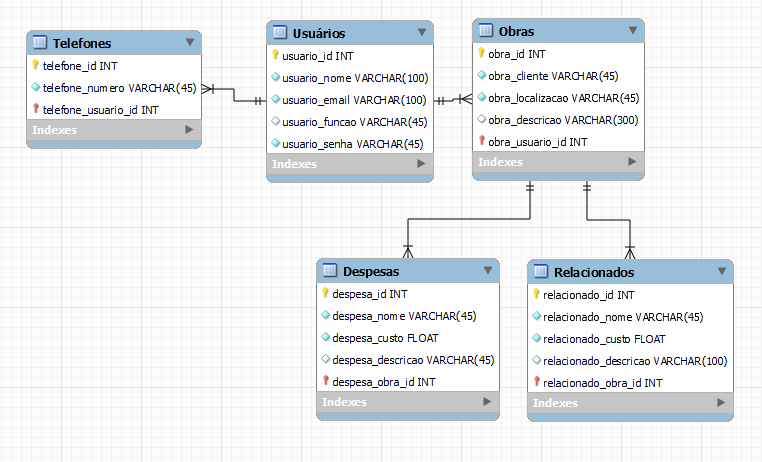 Telefones
telefone_id INT
telefone_numero VARCHAR(45)
telefone_usuario_id INT
Indexes
Usuários
usuario_id INT
usuario_nome VARCHAR(100)
usuario_email VARCHAR(100)
usuario_funcao VARCHAR(45)
usuario_senha VARCHAR(45)
Indexes
Obras
obra_id INT
obra_cliente VARCHAR(45)
obra_localizacao VARCHAR(45)
obra_descricao VARCHAR(300)
obra_usuario_id INT
Indexes
Despesas
despesa_id INT
despesa_nome VARCHAR(45)
despesa_custo FLOAT
despesa_descricao VARCHAR(45)
despesa_obra_id INT
Indexes
Relacionados
relacionado_id INT
relacionado_nome VARCHAR(45)
relacionado_custo FLOAT
relacionado_descricao VARCHAR(100)
relacionado_obra_id INT
Indexes